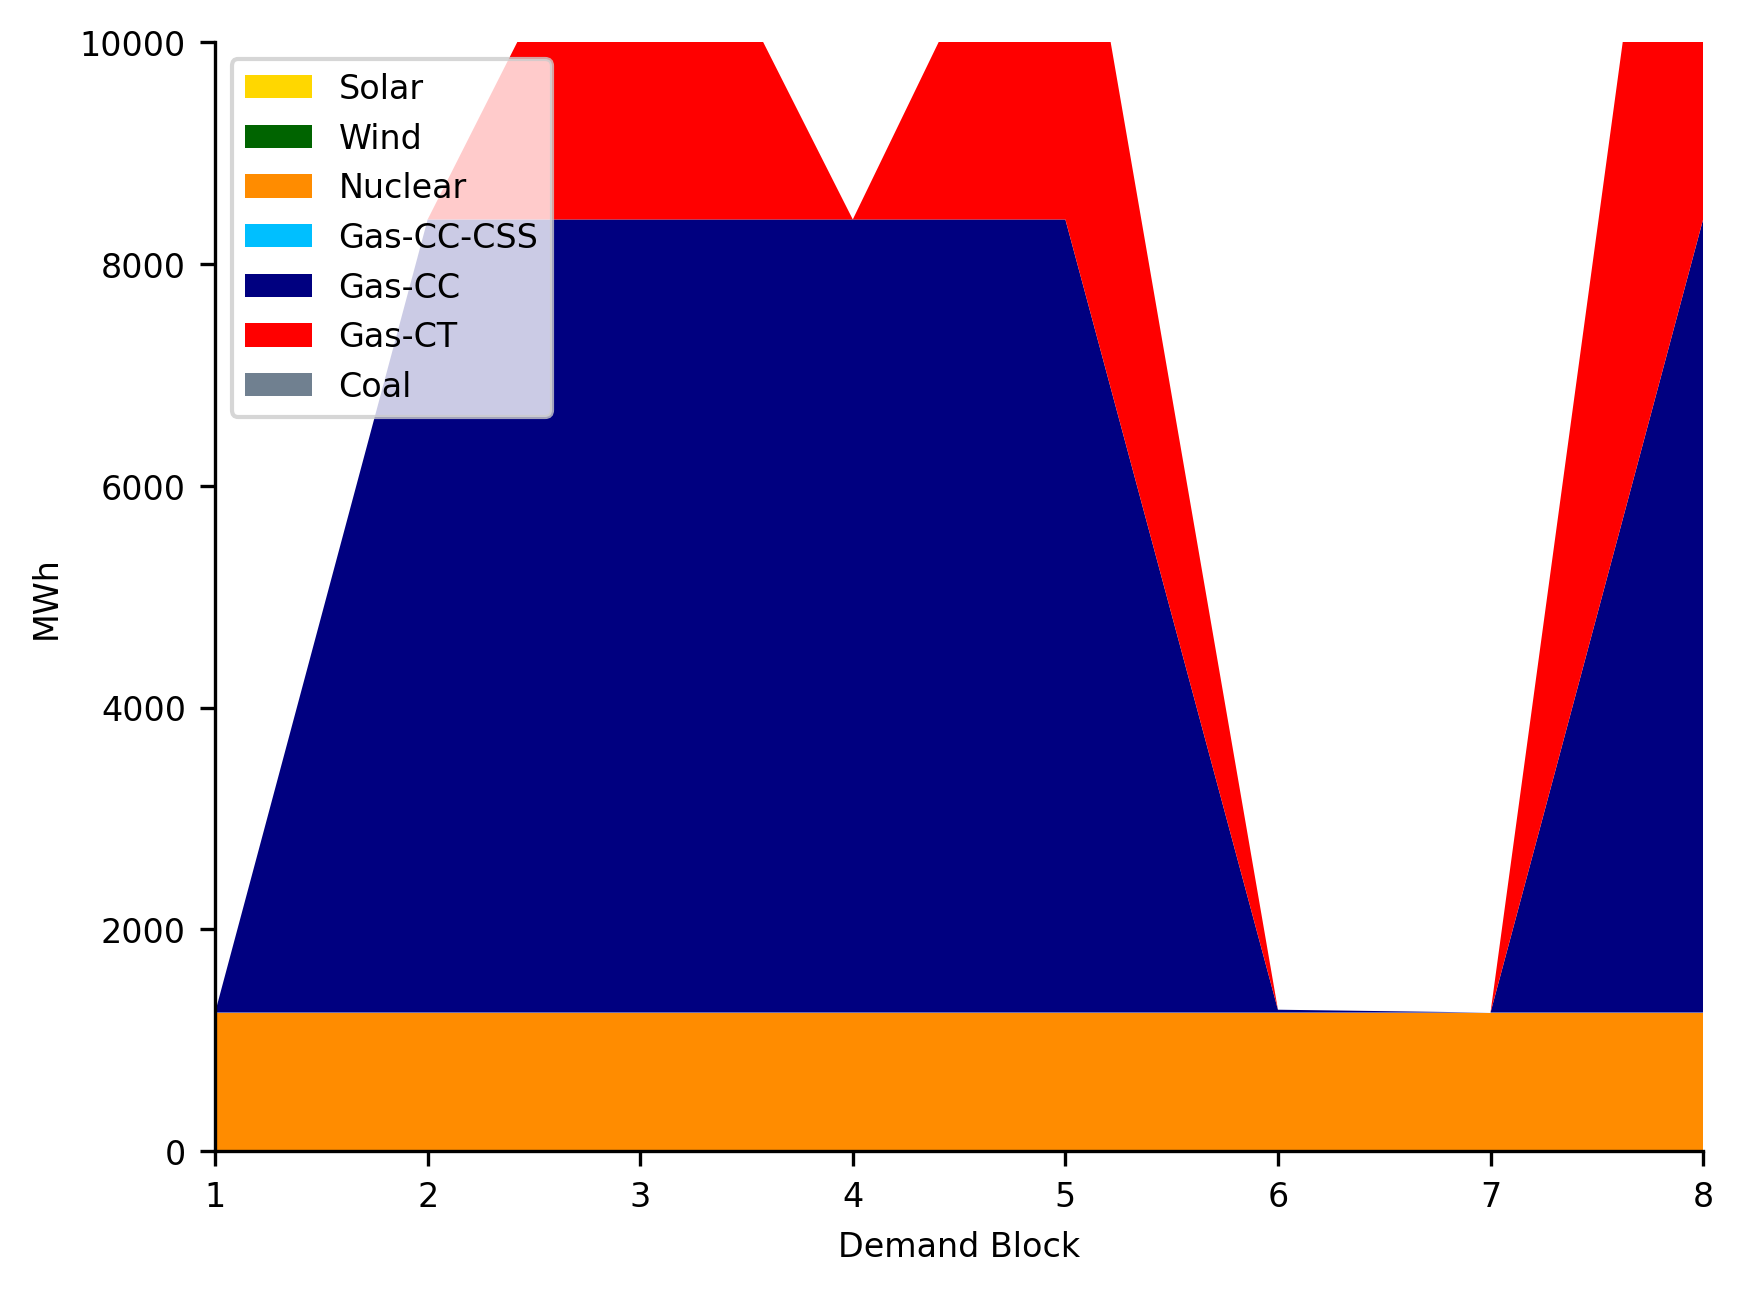 10000
8000
6000
4000
2000
0
MWh
Solar
Wind
Nuclear
Gas-CC-CSS
Gas-CC
Gas-CT
Coal
1 2 3 4 5 6 7 8
Demand Block